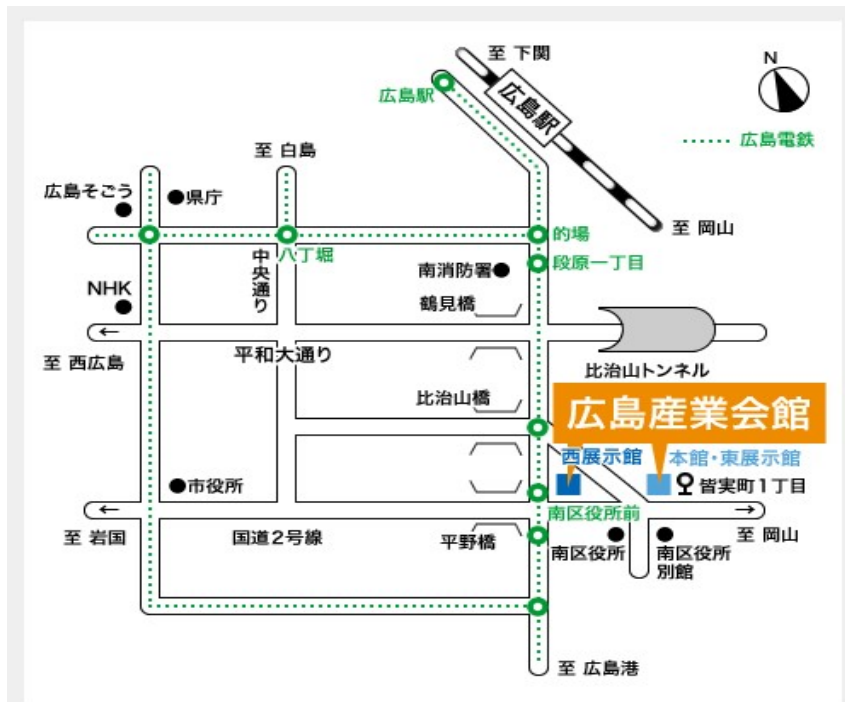 至 下関
N
広島駅
広島駅
広島電鉄
至 白島
広島そごう
県庁
至 岡山
的場
八丁堀
中央通り
南消防署
段原一丁目
NHK
鶴見橋
←
至 西広島
平和大通り
比治山トンネル
比治山橋
広島産業会館
西展示館
本館・東展示館
市役所
皆実町1丁目
←
南区役所前
→
至 岩国
国道2号線
平野橋
南区役所
南区役所
別館
至 岡山
至 広島港